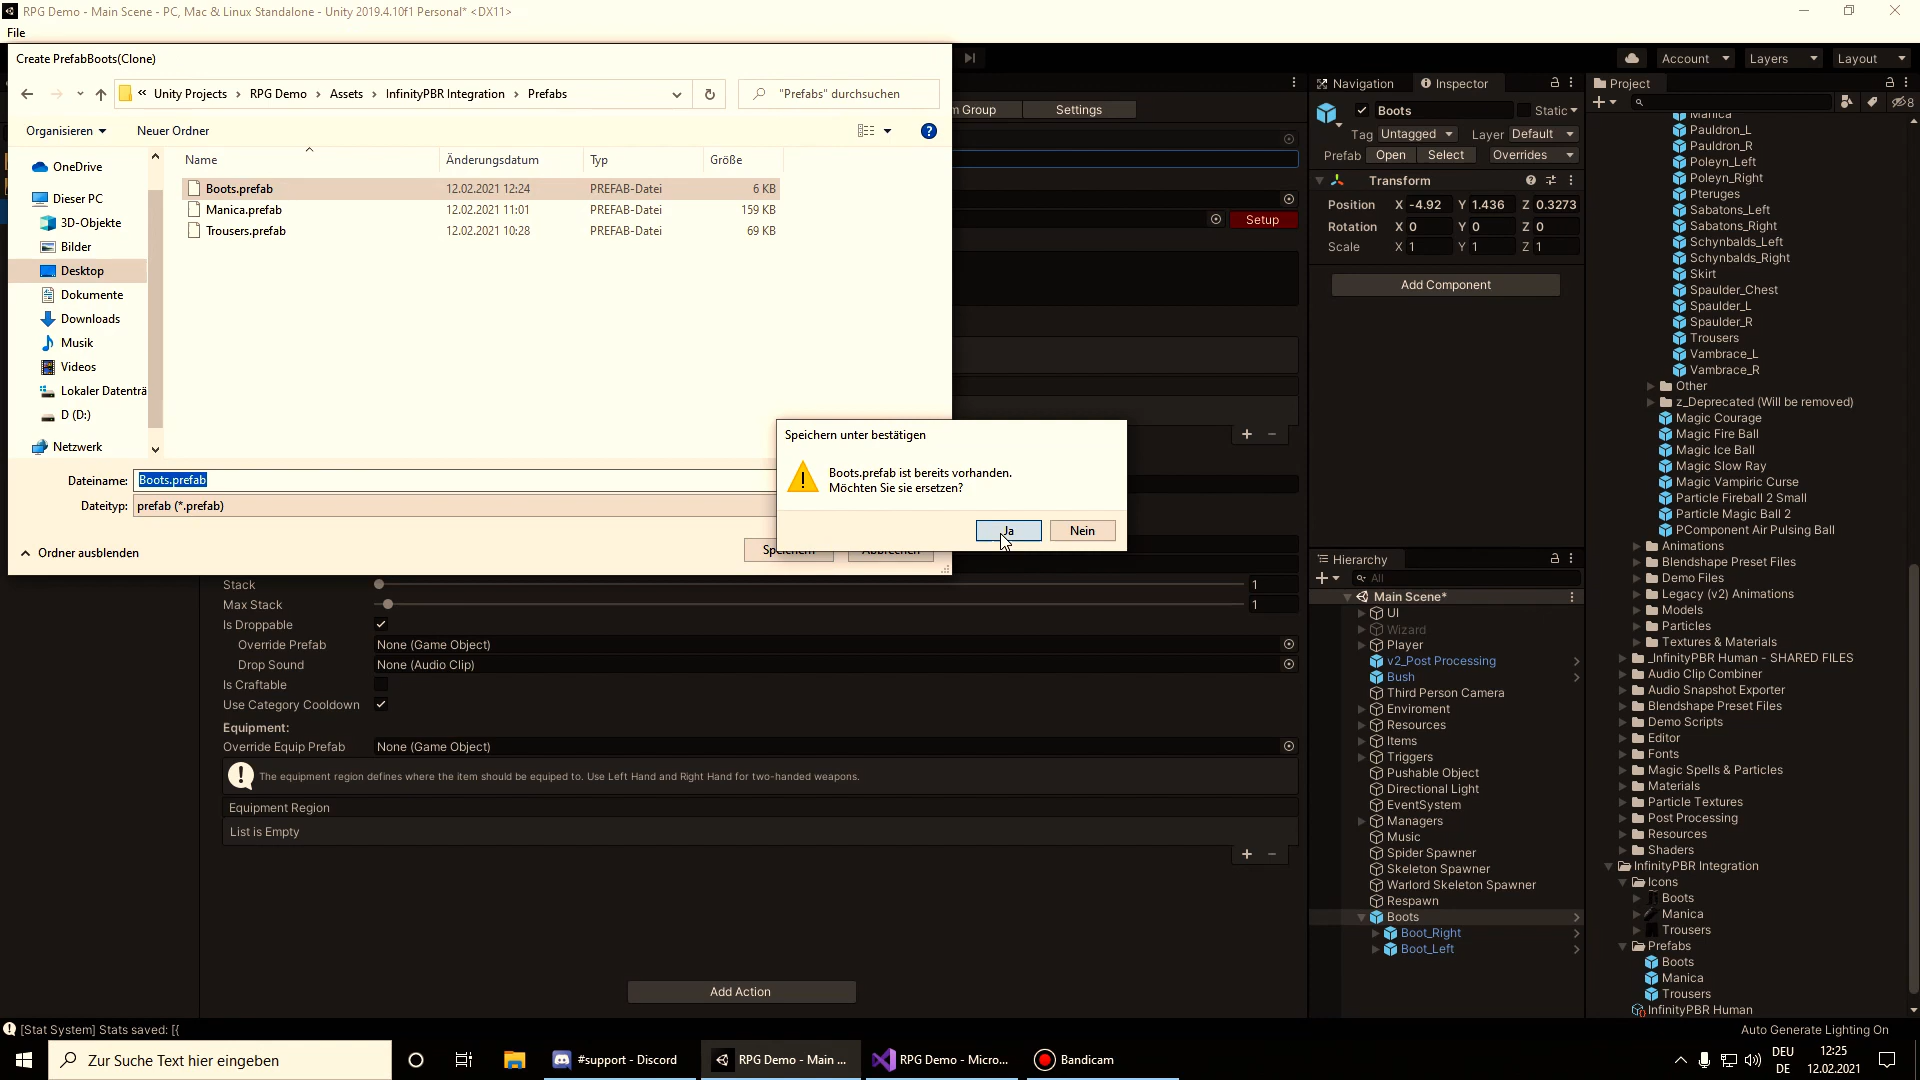 RPG Demo - Main Scene - PC, Mac & Linux Standalone - Unity 2019.4.10f1 Personal* <DX11>
File
Create PrefabBoots(Clone)
« Unity Projects › RPG Demo › Assets › InfinityPBR Integration › Prefabs
"Prefabs" durchsuchen
Organisieren
Neuer Ordner
Name
Änderungsdatum
Typ
Größe
Boots.prefab 12.02.2021 12:24 PREFAB-Datei 6 KB
Manica.prefab 12.02.2021 11:01 PREFAB-Datei 159 KB
Trousers.prefab 12.02.2021 10:28 PREFAB-Datei 69 KB
OneDrive
Dieser PC
3D-Objekte
Bilder
Desktop
Dokumente
Downloads
Musik
Videos
Lokaler Datenträ
D (D:)
Netzwerk
Dateiname: Boots.prefab
Dateityp: prefab (*.prefab)
Ordner ausblenden
Speichern
Abbrechen
Speichern unter bestätigen
Boots.prefab ist bereits vorhanden.
Möchten Sie sie ersetzen?
Ja
Nein
m Group
Settings
Setup
Stack 1
Max Stack 1
Is Droppable
Override Prefab None (Game Object)
Drop Sound None (Audio Clip)
Is Craftable
Use Category Cooldown
Equipment:
Override Equip Prefab None (Game Object)
The equipment region defines where the item should be equiped to. Use Left Hand and Right Hand for two-handed weapons.
Equipment Region
List is Empty
Add Action
Account
Layers
Layout
Navigation
Inspector
Boots
Static
Tag Untagged Layer Default
Prefab Open Select Overrides
Transform
Position X -4.92 Y 1.436 Z 0.3273
Rotation X 0 Y 0 Z 0
Scale X 1 Y 1 Z 1
Add Component
Hierarchy
All
Main Scene*
UI
Wizard
Player
v2_Post Processing
Bush
Third Person Camera
Enviroment
Resources
Items
Triggers
Pushable Object
Directional Light
EventSystem
Managers
Music
Spider Spawner
Skeleton Spawner
Warlord Skeleton Spawner
Respawn
Boots
Boot_Right
Boot_Left
Project
8
Manica
Pauldron_L
Pauldron_R
Poleyn_Left
Poleyn_Right
Pteruges
Sabatons_Left
Sabatons_Right
Schynbalds_Left
Schynbalds_Right
Skirt
Spaulder_Chest
Spaulder_L
Spaulder_R
Trousers
Vambrace_L
Vambrace_R
Other
z_Deprecated (Will be removed)
Magic Courage
Magic Fire Ball
Magic Ice Ball
Magic Slow Ray
Magic Vampiric Curse
Particle Fireball 2 Small
Particle Magic Ball 2
PComponent Air Pulsing Ball
Animations
Blendshape Preset Files
Demo Files
Legacy (v2) Animations
Models
Particles
Textures & Materials
_InfinityPBR Human - SHARED FILES
Audio Clip Combiner
Audio Snapshot Exporter
Blendshape Preset Files
Demo Scripts
Editor
Fonts
Magic Spells & Particles
Materials
Particle Textures
Post Processing
Resources
Shaders
InfinityPBR Integration
Icons
Boots
Manica
Trousers
Prefabs
Boots
Manica
Trousers
InfinityPBR Human
[Stat System] Stats saved: [{
Auto Generate Lighting On
Zur Suche Text hier eingeben
#support - Discord
RPG Demo - Main ...
RPG Demo - Micro...
Bandicam
DEU
DE
12:25
12.02.2021